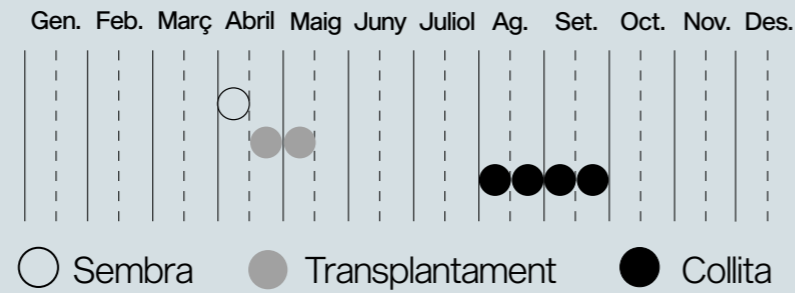 Gen. Feb. Març Abril Maig Juny Juliol Ag. Set. Oct. Nov. Des.
Sembra Transplantament Collita